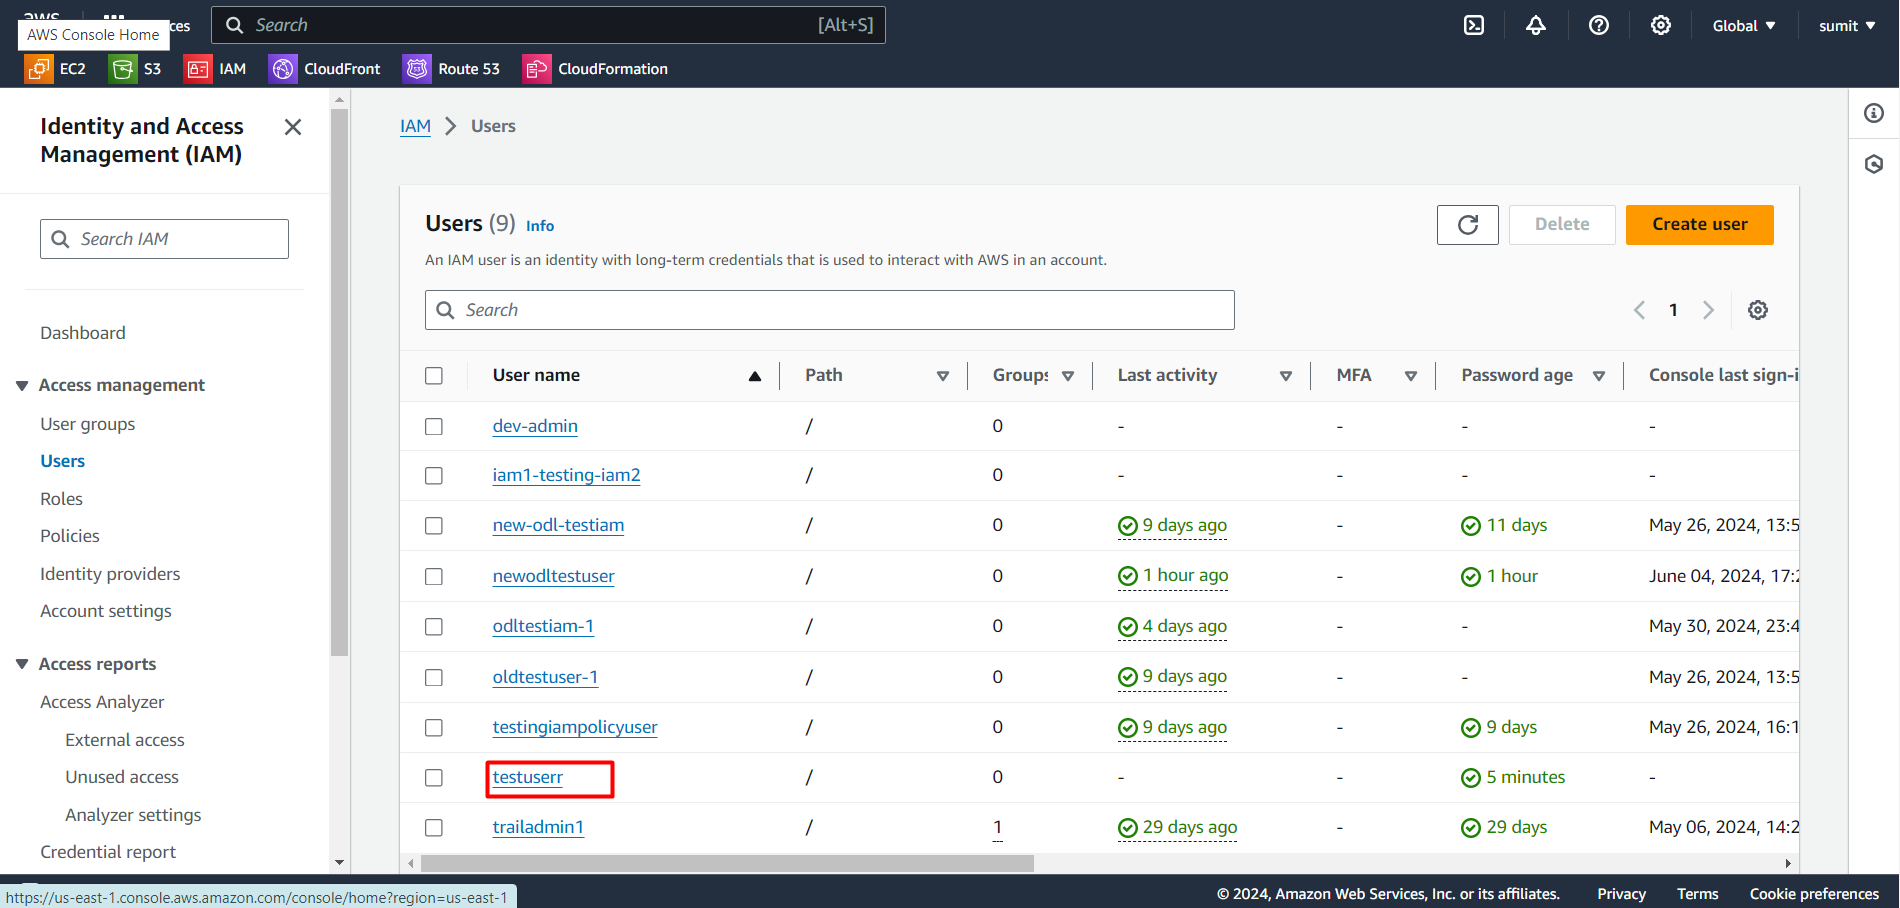 aws
ces
Search
[Alt+S]
Global
sumit
AWS Console Home
EC2
S3
IAM
CloudFront
Route 53
CloudFormation
Identity and Access
Management (IAM)
Search IAM
Dashboard
Access management
User groups
Users
Roles
Policies
Identity providers
Account settings
Access reports
Access Analyzer
External access
Unused access
Analyzer settings
Credential report
IAM > Users
Users (9) Info
Delete
Create user
An IAM user is an identity with long-term credentials that is used to interact with AWS in an account.
Search
1
User name Path Groups Last activity MFA Password age Console last sign-i
dev-admin / 0 - - - -
iam1-testing-iam2 / 0 - - - -
new-odl-testiam / 0 9 days ago - 11 days May 26, 2024, 13:5
newodltestuser / 0 1 hour ago - 1 hour June 04, 2024, 17:2
odltestiam-1 / 0 4 days ago - - May 30, 2024, 23:4
oldtestuser-1 / 0 9 days ago - - May 26, 2024, 13:5
testingiampolicyuser / 0 9 days ago - 9 days May 26, 2024, 16:1
testuserr / 0 - - 5 minutes -
trailadmin1 / 1 29 days ago - 29 days May 06, 2024, 14:2
https://us-east-1.console.aws.amazon.com/console/home?region=us-east-1
© 2024, Amazon Web Services, Inc. or its affiliates.
Privacy
Terms
Cookie preferences